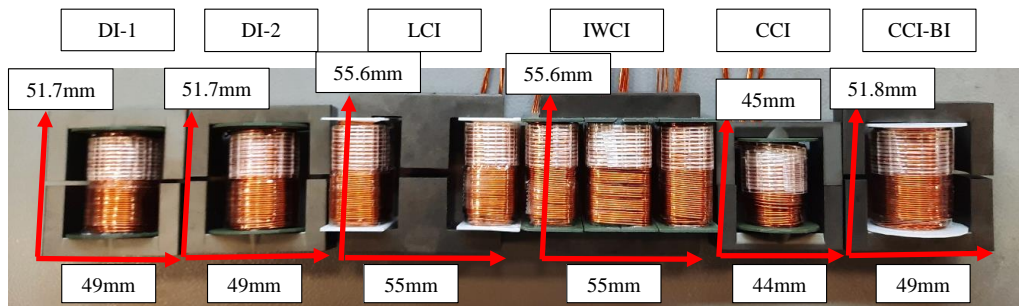 DI-1 DI-2 LCI IWCI CCI CCI-BI
51.7mm 51.7mm 55.6mm 55.6mm 45mm 51.8mm
49mm 49mm 55mm 55mm 44mm 49mm